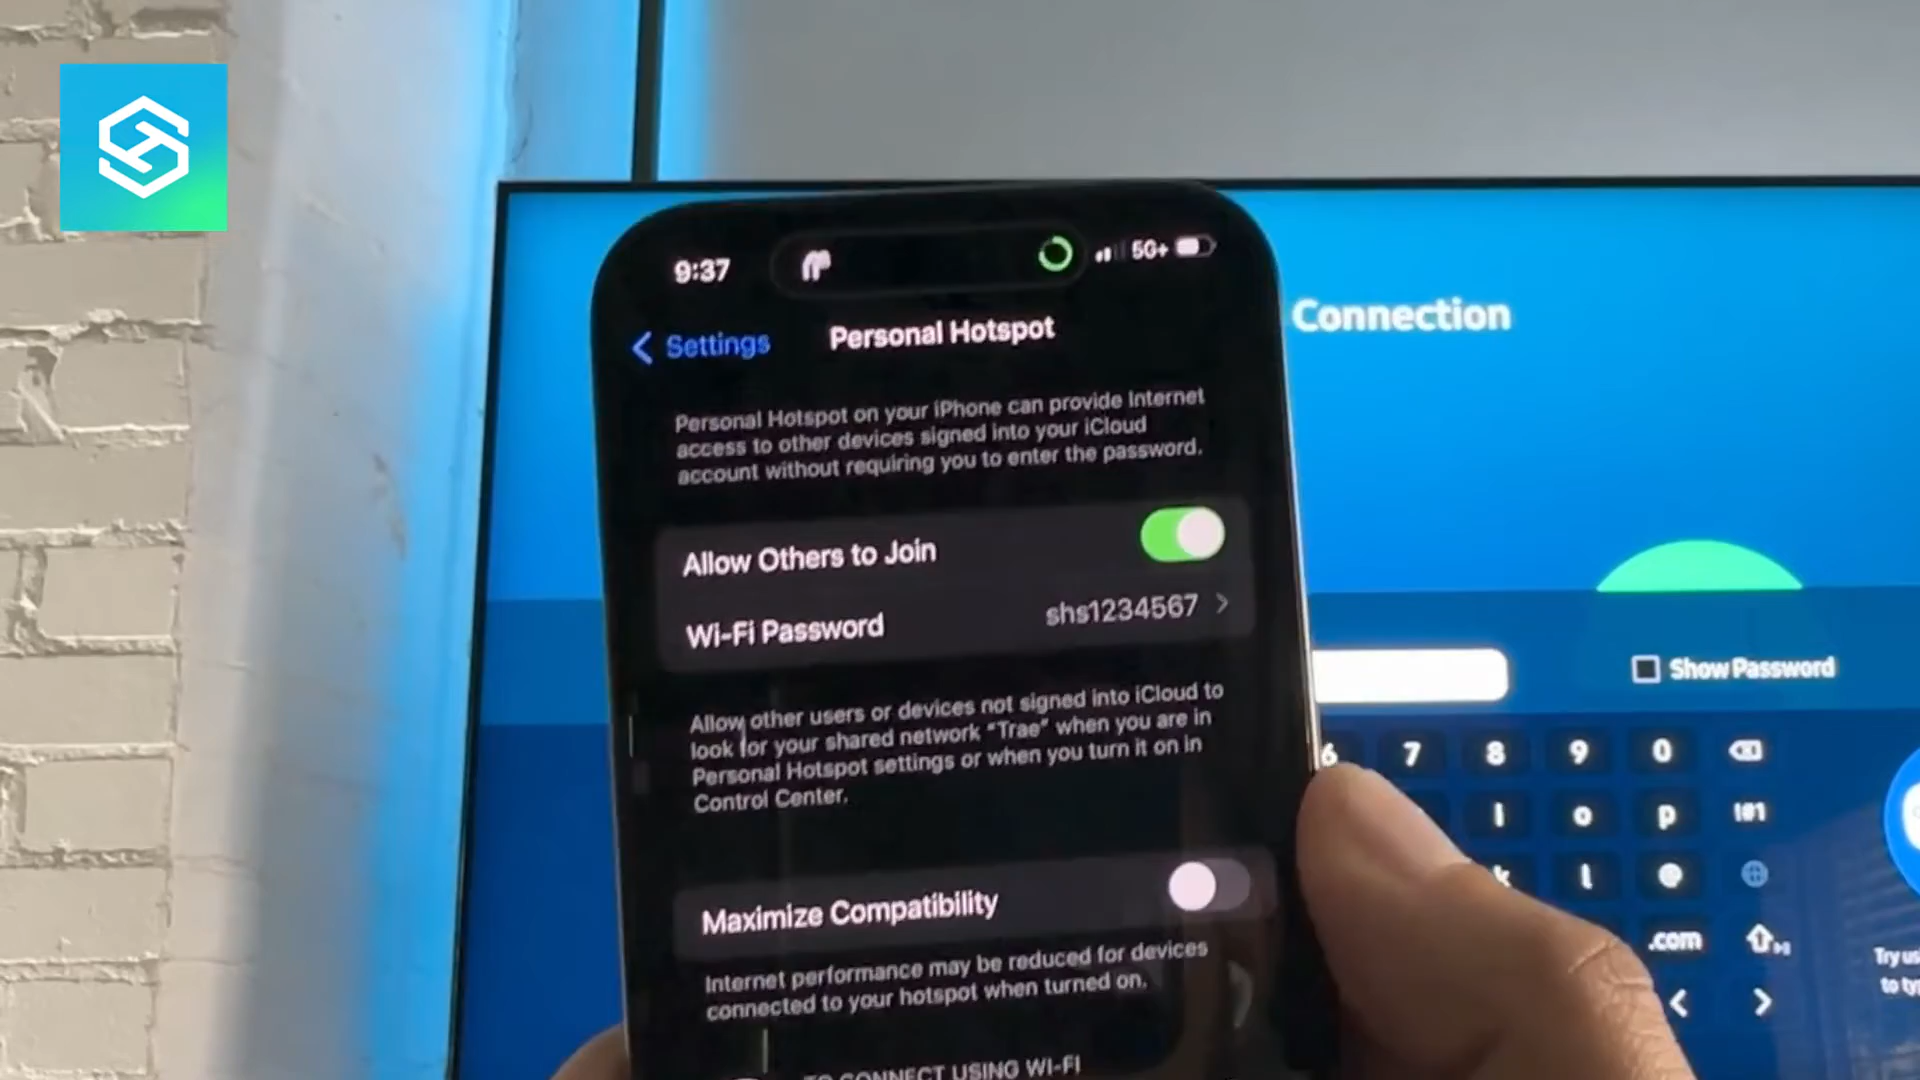 9:37
5G+
Settings
Personal Hotspot
Personal Hotspot on your iPhone can provide Internet
access to other devices signed into your iCloud
account without requiring you to enter the password.
Allow Others to Join
Wi-Fi Password shs1234567
Allow other users or devices not signed into iCloud to
look for your shared network “Trae” when you are in
Personal Hotspot settings or when you turn it on in
Control Center.
Maximize Compatibility
Internet performance may be reduced for devices
connected to your hotspot when turned on.
TO CONNECT USING WI-FI
Connection
Show Password
6 7 8 9 0
i o p !#1
k l @
.com
Try us
to ty